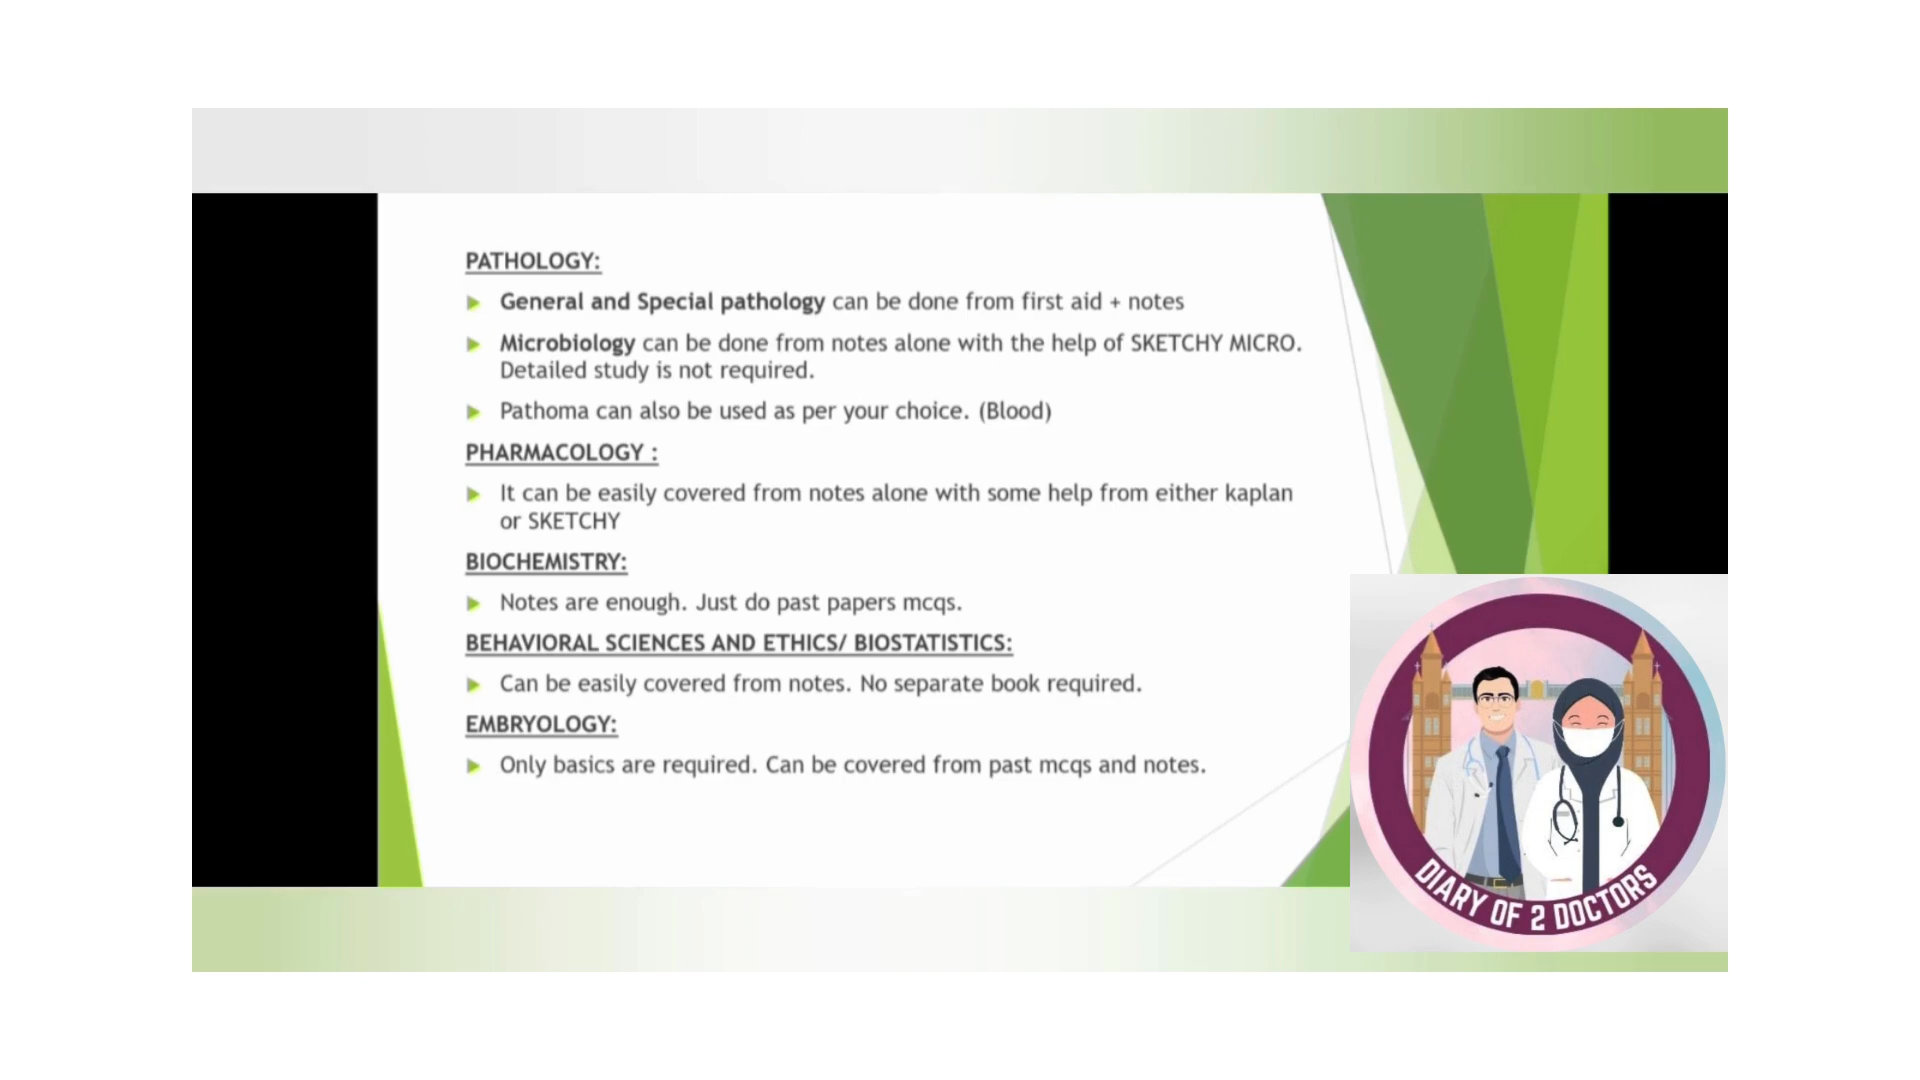 PATHOLOGY:
General and Special pathology can be done from first aid + notes
Microbiology can be done from notes alone with the help of SKETCHY MICRO.
Detailed study is not required.
Pathoma can also be used as per your choice. (Blood)
PHARMACOLOGY :
It can be easily covered from notes alone with some help from either kaplan
or SKETCHY
BIOCHEMISTRY:
Notes are enough. Just do past papers mcqs.
BEHAVIORAL SCIENCES AND ETHICS/ BIOSTATISTICS:
Can be easily covered from notes. No separate book required.
EMBRYOLOGY:
Only basics are required. Can be covered from past mcqs and notes.
DIARY OF 2 DOCTORS